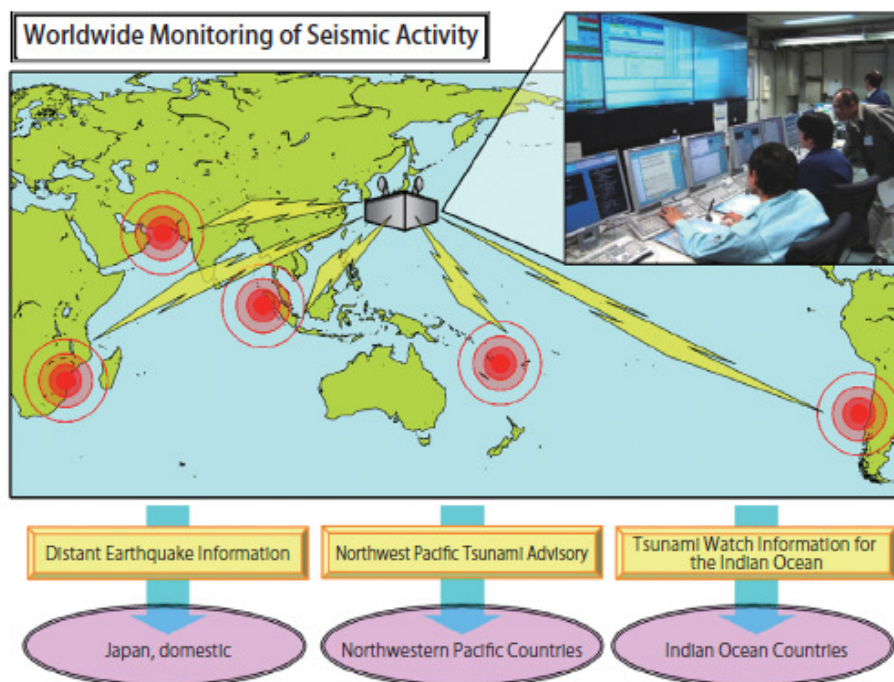 Worldwide Monitoring of Seismic Activity
Distant Earthquake Information
Northwest Pacific Tsunami Advisory
Tsunami Watch Information for
the Indian Ocean
Japan, domestic
Northwestern Pacific Countries
Indian Ocean Countries